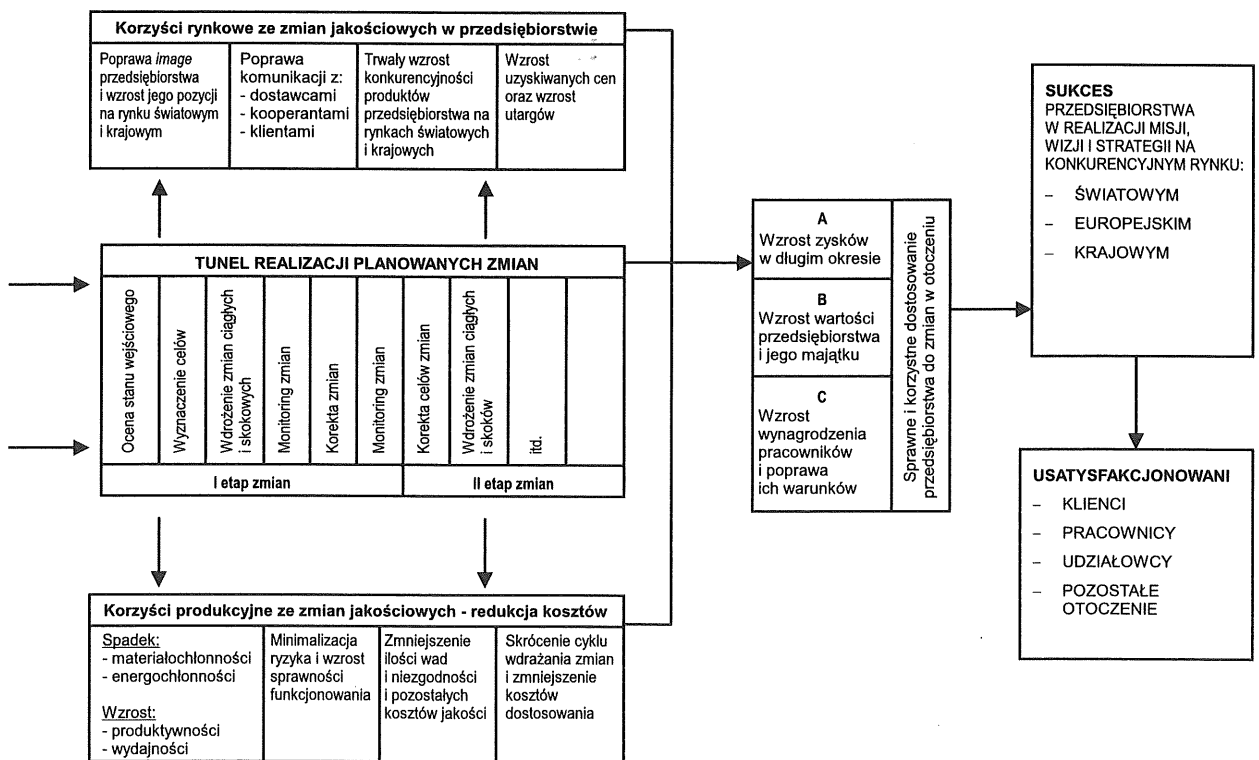 Korzyści rynkowe ze zmian jakościowych w przedsiębiorstwie
Poprawa image
przedsiębiorstwa
i wzrost jego pozycji
na rynku światowym
i krajowym
Poprawa
komunikacji z:
- dostawcami
- kooperantami
- klientami
Trwały wzrost
konkurencyjności
produktów
przedsiębiorstwa na
rynkach światowych
i krajowych
Wzrost
uzyskiwanych cen
oraz wzrost
utargów
TUNEL REALIZACJI PLANOWANYCH ZMIAN
Ocena stanu wejściowego
Wyznaczenie celów
Wdrożenie zmian ciągłych
i skokowych
Monitoring zmian
Korekta zmian
Monitoring zmian
Korekta celów zmian
Wdrożenie zmian ciągłych
i skoków
itd.
I etap zmian
II etap zmian
Korzyści produkcyjne ze zmian jakościowych - redukcja kosztów
Spadek:
- materiałochłonności
- energochłonności
Wzrost:
- produktywności
- wydajności
Minimalizacja
ryzyka i wzrost
sprawności
funkcjonowania
Zmniejszenie
ilości wad
i niezgodności
i pozostałych
kosztów jakości
Skrócenie cyklu
wdrażania zmian
i zmniejszenie
kosztów
dostosowania
A
Wzrost zysków
w długim okresie
B
Wzrost wartości
przedsiębiorstwa
i jego majątku
C
Wzrost
wynagrodzenia
pracowników
i poprawa
ich warunków
Sprawne i korzystne dostosowanie
przedsiębiorstwa do zmian w otoczeniu
SUKCES
PRZEDSIĘBIORSTWA
W REALIZACJI MISJI,
WIZJI I STRATEGII NA
KONKURENCYJNYM RYNKU:
– ŚWIATOWYM
– EUROPEJSKIM
– KRAJOWYM
USATYSFAKCJONOWANI
– KLIENCI
– PRACOWNICY
– UDZIAŁOWCY
– POZOSTAŁE
OTOCZENIE